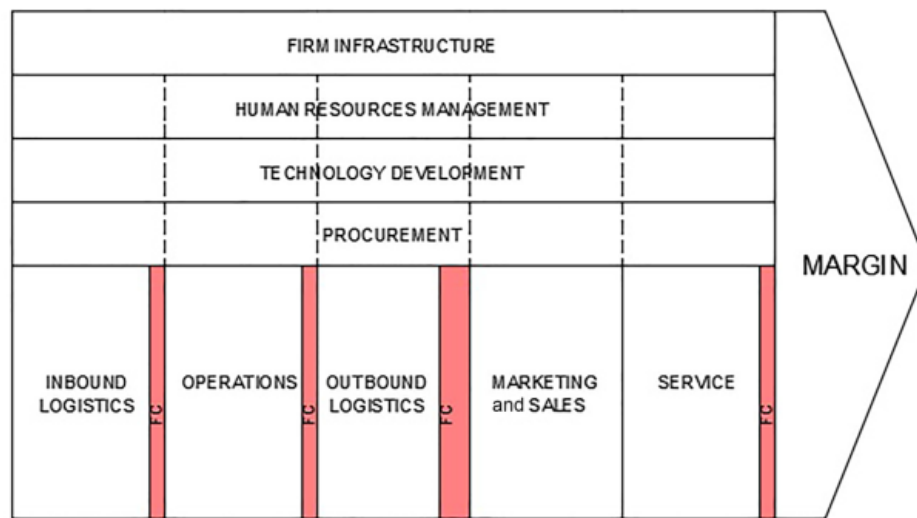 FIRM INFRASTRUCTURE
HUMAN RESOURCES MANAGEMENT
TECHNOLOGY DEVELOPMENT
PROCUREMENT
MARGIN
INBOUND
LOGISTICS
FC
OPERATIONS
FC
OUTBOUND
LOGISTICS
FC
MARKETING
and SALES
SERVICE
FC